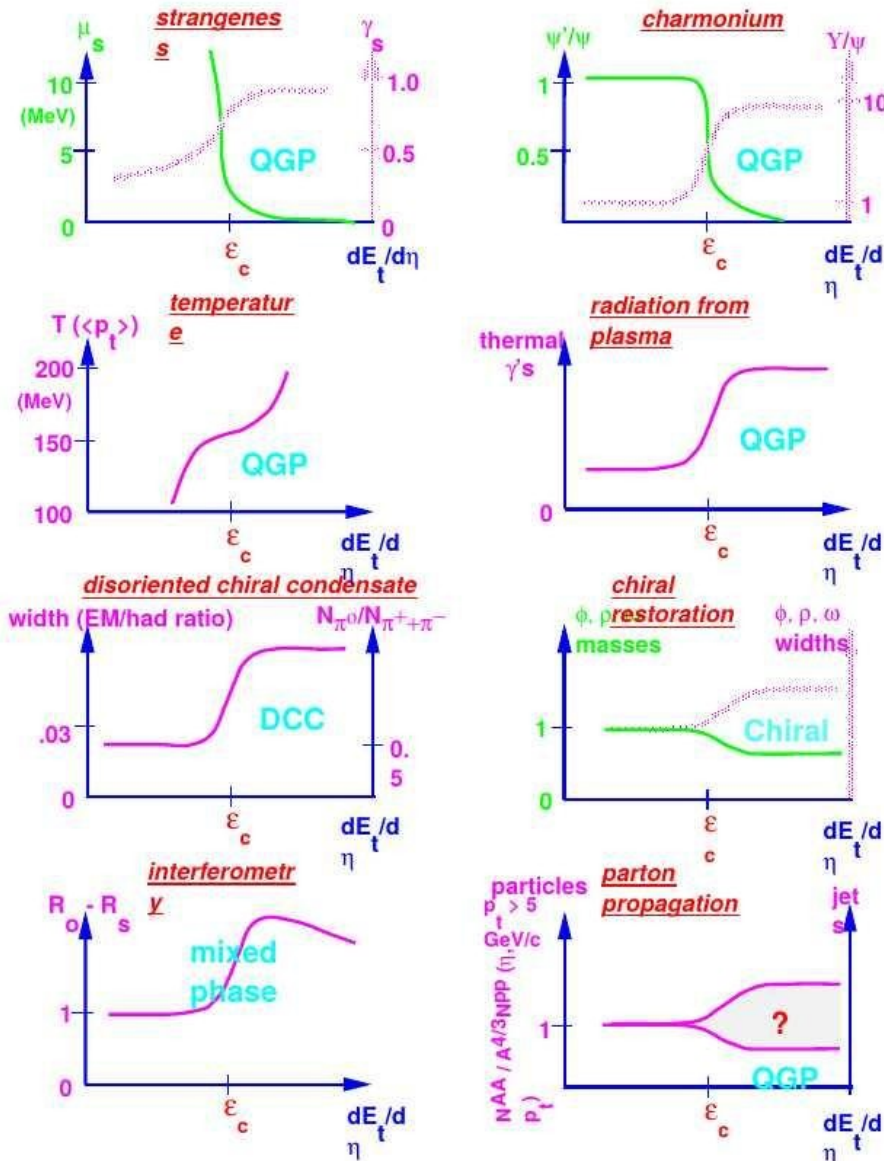 strangenes
s
μs
γs
10
(MeV)
5
0
1.0
0.5
0
QGP
εc
dEt/dη
charmonium
ψ'/ψ
Υ/ψ
1
0.5
10
1
QGP
εc
dEt/d
η
temperatur
e
T (<pt>)
200
(MeV)
150
100
QGP
εc
dEt/d
η
radiation from
plasma
thermal
γ's
0
QGP
εc
dEt/d
η
disoriented chiral condensate
width (EM/had ratio)
Nπ⁰/Nπ⁺+π⁻
.03
0
0.
5
DCC
εc
dEt/d
η
chiral
restoration
φ, ρ,
masses
φ, ρ, ω
widths
1
0
Chiral
ε
c
dEt/d
η
interferometr
y
Ro - Rs
1
0
mixed
phase
εc
dEt/d
η
parton
propagation
particles
pt > 5
GeV/c
jet
s
NAA / A4/3NPP (η,
pt)
1
?
QGP
εc
dEt/d
η